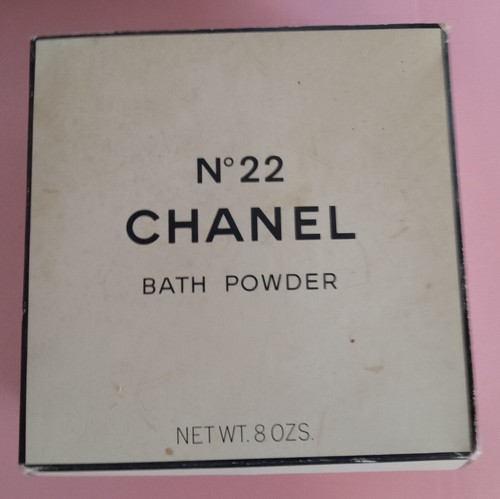 N°22
CHANEL
BATH POWDER
NET WT. 8 OZS.